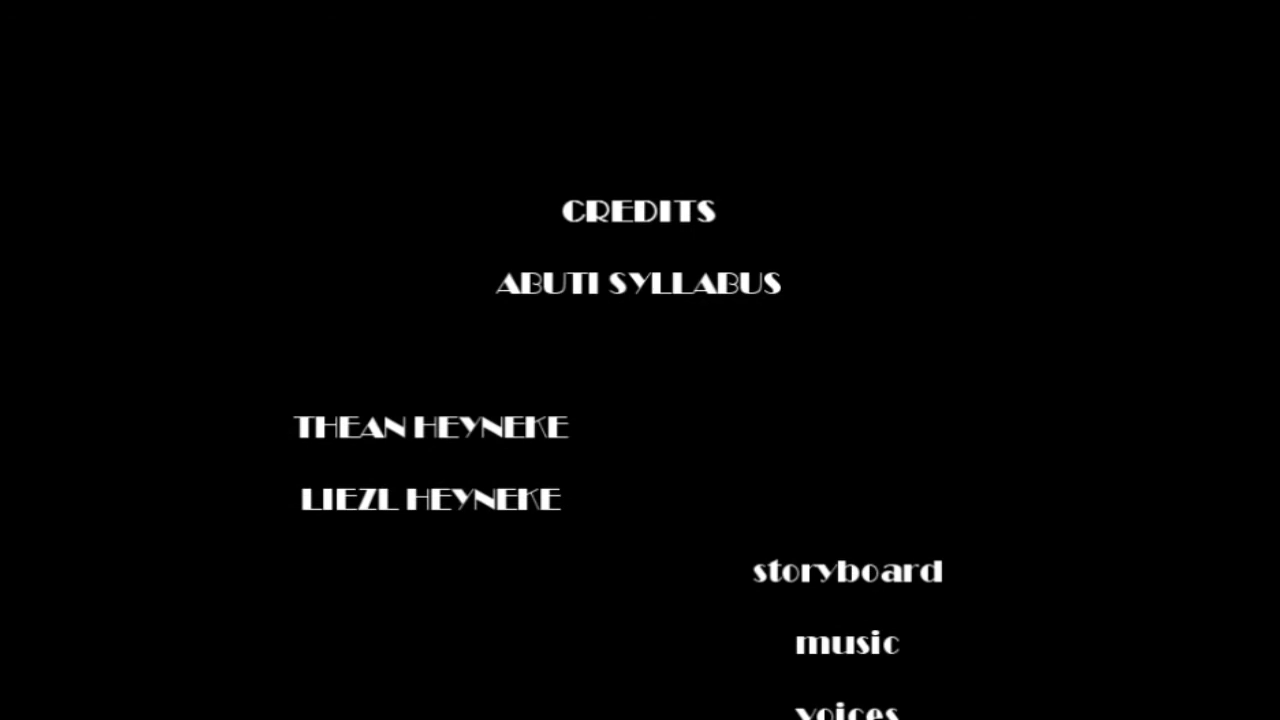 CREDITS
ABUTI SYLLABUS
THEAN HEYNEKE
LIEZL HEYNEKE
storyboard
music
voices